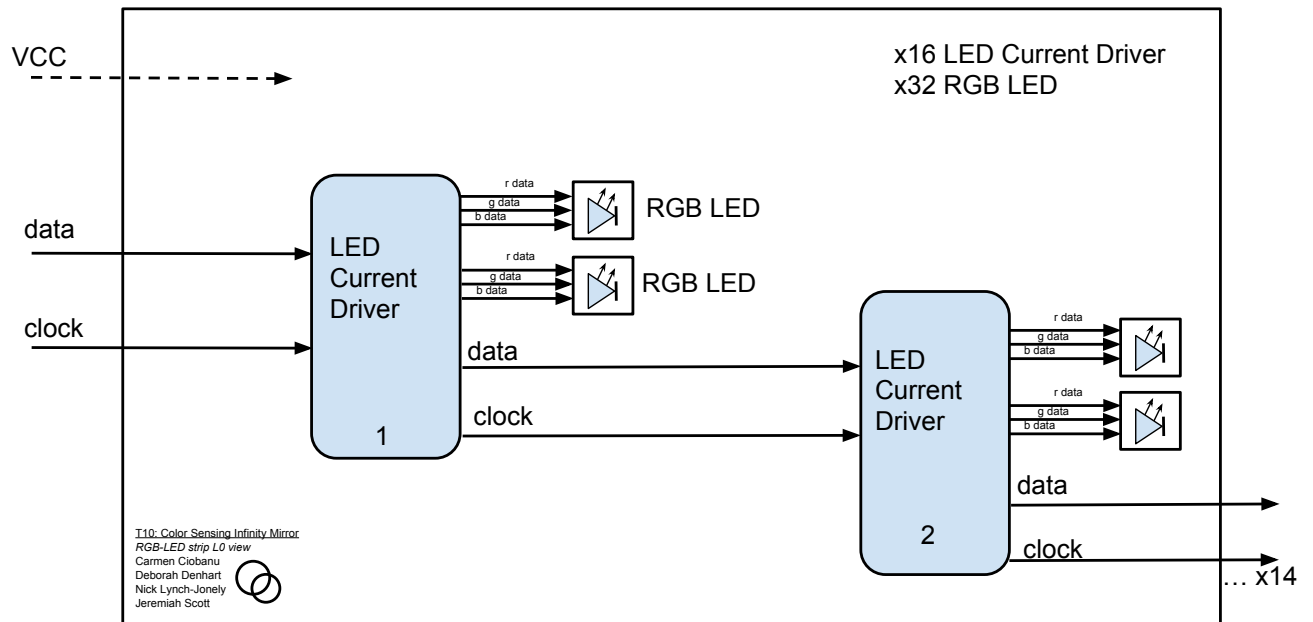 VCC
x16 LED Current Driver
x32 RGB LED
data
clock
LED
Current
Driver
1
r data
g data
b data
RGB LED
r data
g data
b data
RGB LED
data
clock
LED
Current
Driver
2
r data
g data
b data
r data
g data
b data
data
clock
... x14
T10: Color Sensing Infinity Mirror
RGB-LED strip L0 view
Carmen Ciobanu
Deborah Denhart
Nick Lynch-Jonely
Jeremiah Scott